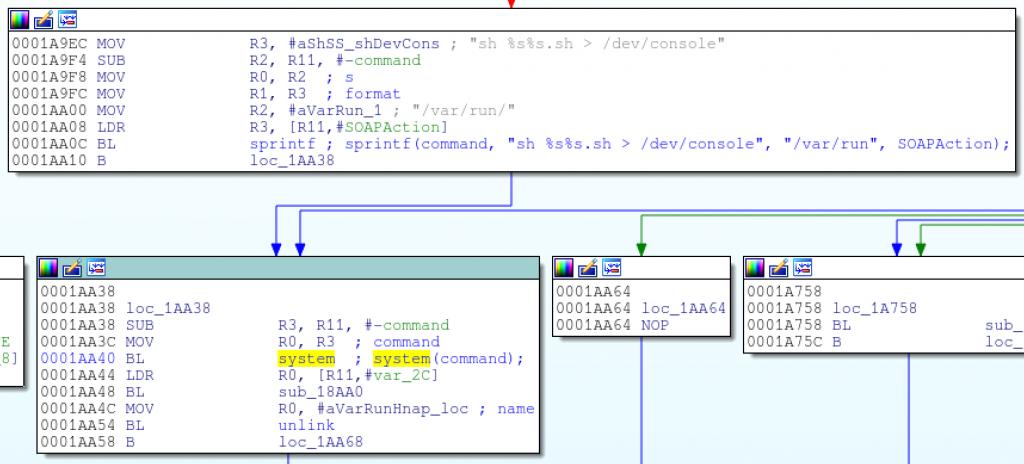 0001A9EC MOV R3, #aShSS_shDevCons ; "sh %s%s.sh > /dev/console"
0001A9F4 SUB R2, R11, #-command
0001A9F8 MOV R0, R2 ; s
0001A9FC MOV R1, R3 ; format
0001AA00 MOV R2, #aVarRun_1 ; "/var/run/"
0001AA08 LDR R3, [R11,#SOAPAction]
0001AA0C BL sprintf ; sprintf(command, "sh %s%s.sh > /dev/console", "/var/run", SOAPAction);
0001AA10 B loc_1AA38
E
8]
0001AA38
0001AA38 loc_1AA38
0001AA38 SUB R3, R11, #-command
0001AA3C MOV R0, R3 ; command
0001AA40 BL system ; system(command);
0001AA44 LDR R0, [R11,#var_2C]
0001AA48 BL sub_18AA0
0001AA4C MOV R0, #aVarRunHnap_loc ; name
0001AA54 BL unlink
0001AA58 B loc_1AA68
0001AA64
0001AA64 loc_1AA64
0001AA64 NOP
0001A758
0001A758 loc_1A758
0001A758 BL sub_
0001A75C B loc_